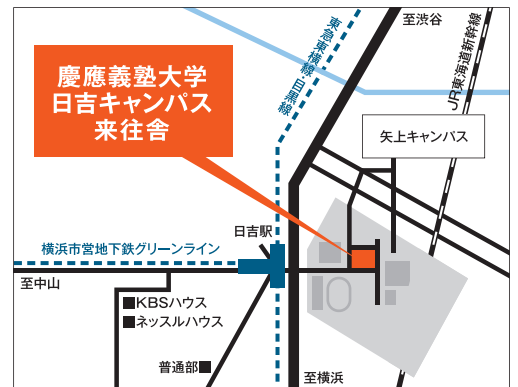 至渋谷
JR東海道新幹線
東急東横線・目黒線
慶應義塾大学
日吉キャンパス
来往舎
矢上キャンパス
日吉駅
横浜市営地下鉄グリーンライン
至中山
KBSハウス
ネッスルハウス
普通部
至横浜